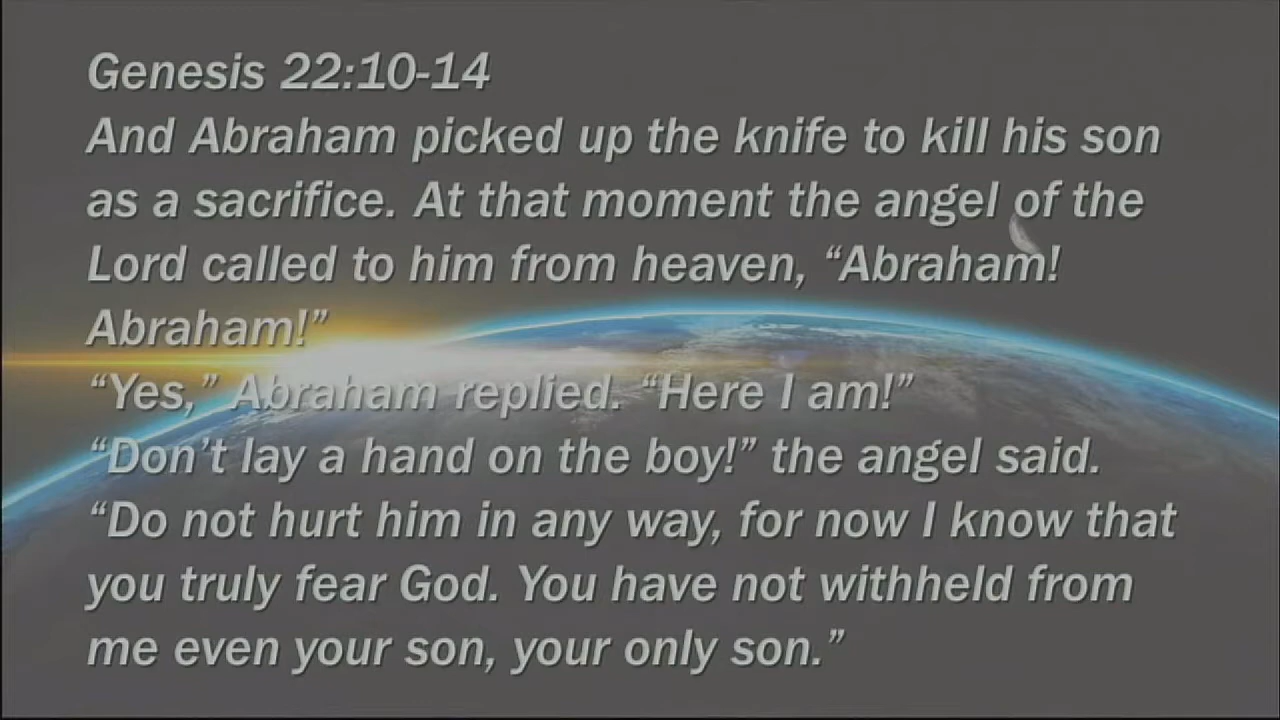 Genesis 22:10-14
And Abraham picked up the knife to kill his son
as a sacrifice. At that moment the angel of the
Lord called to him from heaven, “Abraham!
Abraham!”
“Yes,” Abraham replied. “Here I am!”
“Don’t lay a hand on the boy!” the angel said.
“Do not hurt him in any way, for now I know that
you truly fear God. You have not withheld from
me even your son, your only son.”